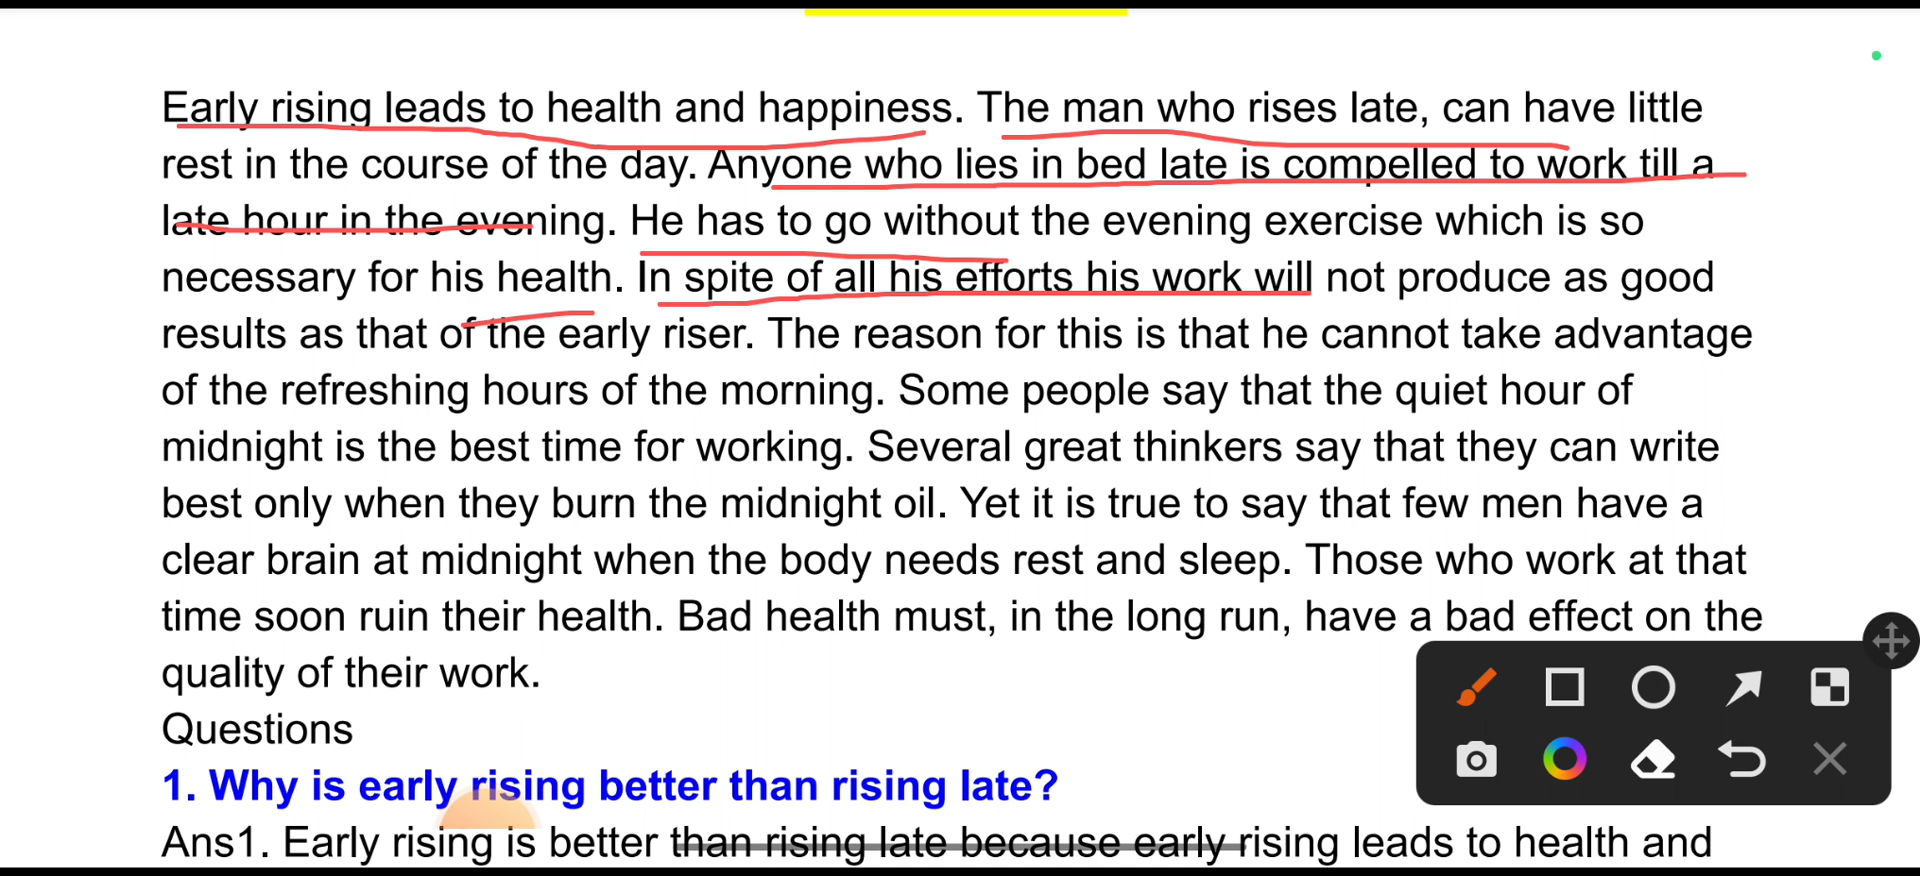 Early rising leads to health and happiness. The man who rises late, can have little
rest in the course of the day. Anyone who lies in bed late is compelled to work till a
late hour in the evening. He has to go without the evening exercise which is so
necessary for his health. In spite of all his efforts his work will not produce as good
results as that of the early riser. The reason for this is that he cannot take advantage
of the refreshing hours of the morning. Some people say that the quiet hour of
midnight is the best time for working. Several great thinkers say that they can write
best only when they burn the midnight oil. Yet it is true to say that few men have a
clear brain at midnight when the body needs rest and sleep. Those who work at that
time soon ruin their health. Bad health must, in the long run, have a bad effect on the
quality of their work.
Questions
1. Why is early rising better than rising late?
Ans1. Early rising is better than rising late because early rising leads to health and